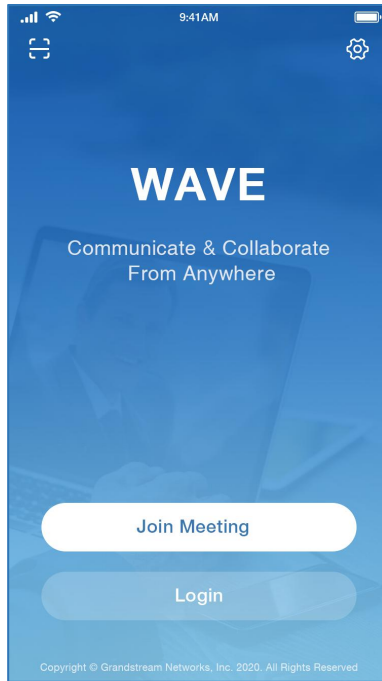 9:41AM
WAVE
Communicate & Collaborate
From Anywhere
Join Meeting
Login
Copyright © Grandstream Networks, Inc. 2020. All Rights Reserved